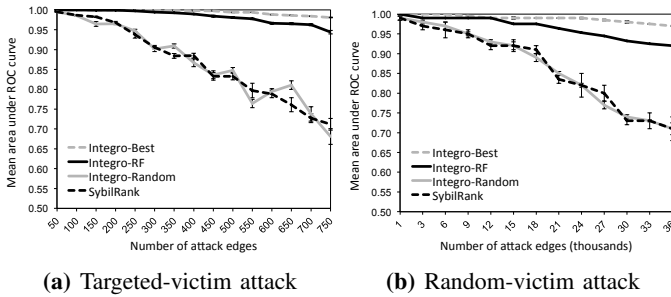 1.00
0.95
0.90
0.85
0.80
0.75
0.70
0.65
0.60
0.55
0.50
Mean area under ROC curve
Integro-Best
Integro-RF
Integro-Random
SybilRank
50 100 150 200 250 300 350 400 450 500 550 600 650 700 750
Number of attack edges
(a) Targeted-victim attack
1.00
0.95
0.90
0.85
0.80
0.75
0.70
0.65
0.60
0.55
0.50
Mean area under ROC curve
Integro-Best
Integro-RF
Integro-Random
SybilRank
1 3 6 9 12 15 18 21 24 27 30 33 36
Number of attack edges (thousands)
(b) Random-victim attack